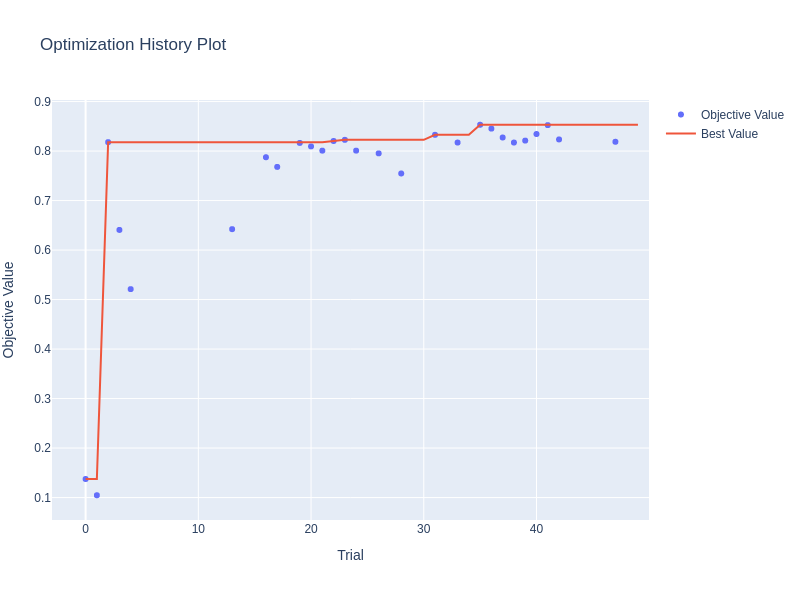 Optimization History Plot
Objective Value
Best Value
0.9
0.8
0.7
0.6
0.5
0.4
0.3
0.2
0.1
Objective Value
0 10 20 30 40
Trial